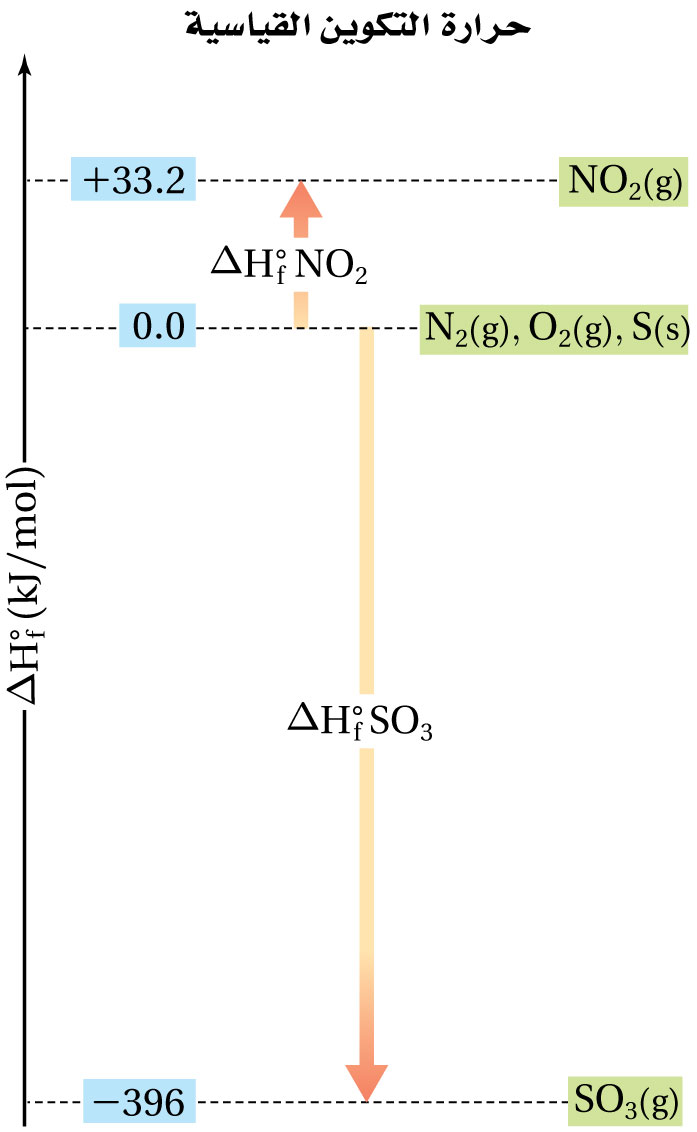 حرارة التكوين القياسية
+33.2 NO₂(g)
ΔH°f NO₂
0.0 N₂(g), O₂(g), S(s)
ΔH°f (kJ/mol)
ΔH°f SO₃
−396 SO₃(g)